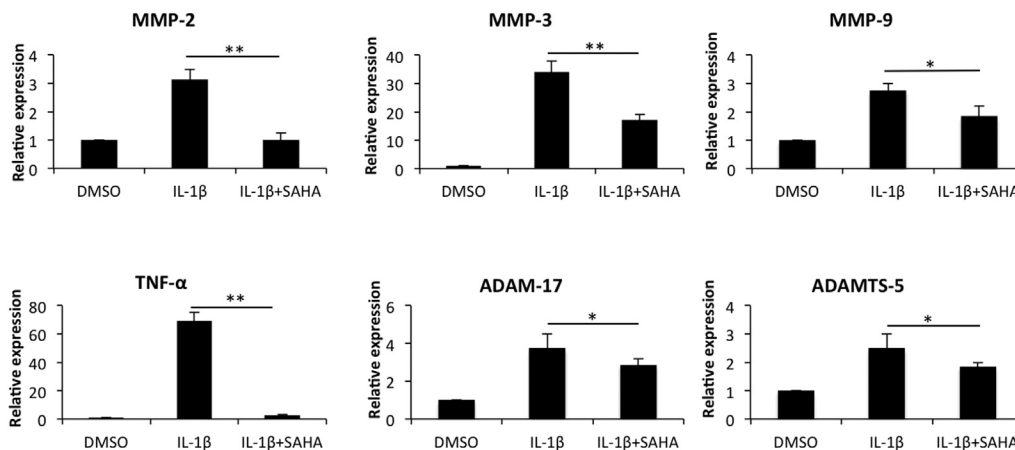 MMP-2
Relative expression
4
3
2
1
0
**
DMSO IL-1β IL-1β+SAHA
MMP-3
Relative expression
40
30
20
10
0
**
DMSO IL-1β IL-1β+SAHA
MMP-9
Relative expression
4
3
2
1
0
*
DMSO IL-1β IL-1β+SAHA
TNF-α
Relative expression
80
60
40
20
0
**
DMSO IL-1β IL-1β+SAHA
ADAM-17
Relative expression
6
4
2
0
*
DMSO IL-1β IL-1β+SAHA
ADAMTS-5
Relative expression
4
3
2
1
0
*
DMSO IL-1β IL-1β+SAHA